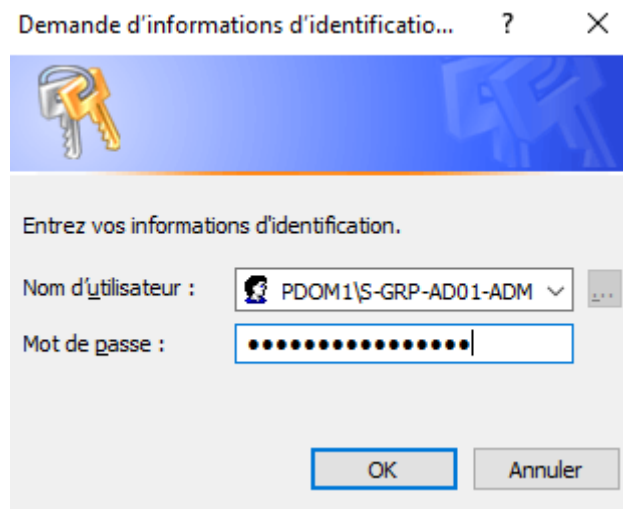 Demande d'informations d'identificatio... ? ×
Entrez vos informations d'identification.
Nom d'utilisateur : PDOM1\S-GRP-AD01-ADM ...
Mot de passe : ●●●●●●●●●●●●●●●●
OK Annuler